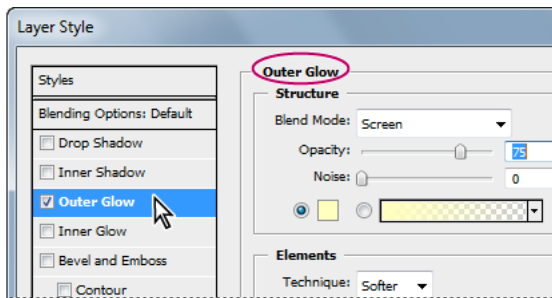 Layer Style
Styles
Blending Options: Default
Drop Shadow
Inner Shadow
Outer Glow
Inner Glow
Bevel and Emboss
Contour
Outer Glow
Structure
Blend Mode: Screen
Opacity: 75
Noise: 0
Elements
Technique: Softer